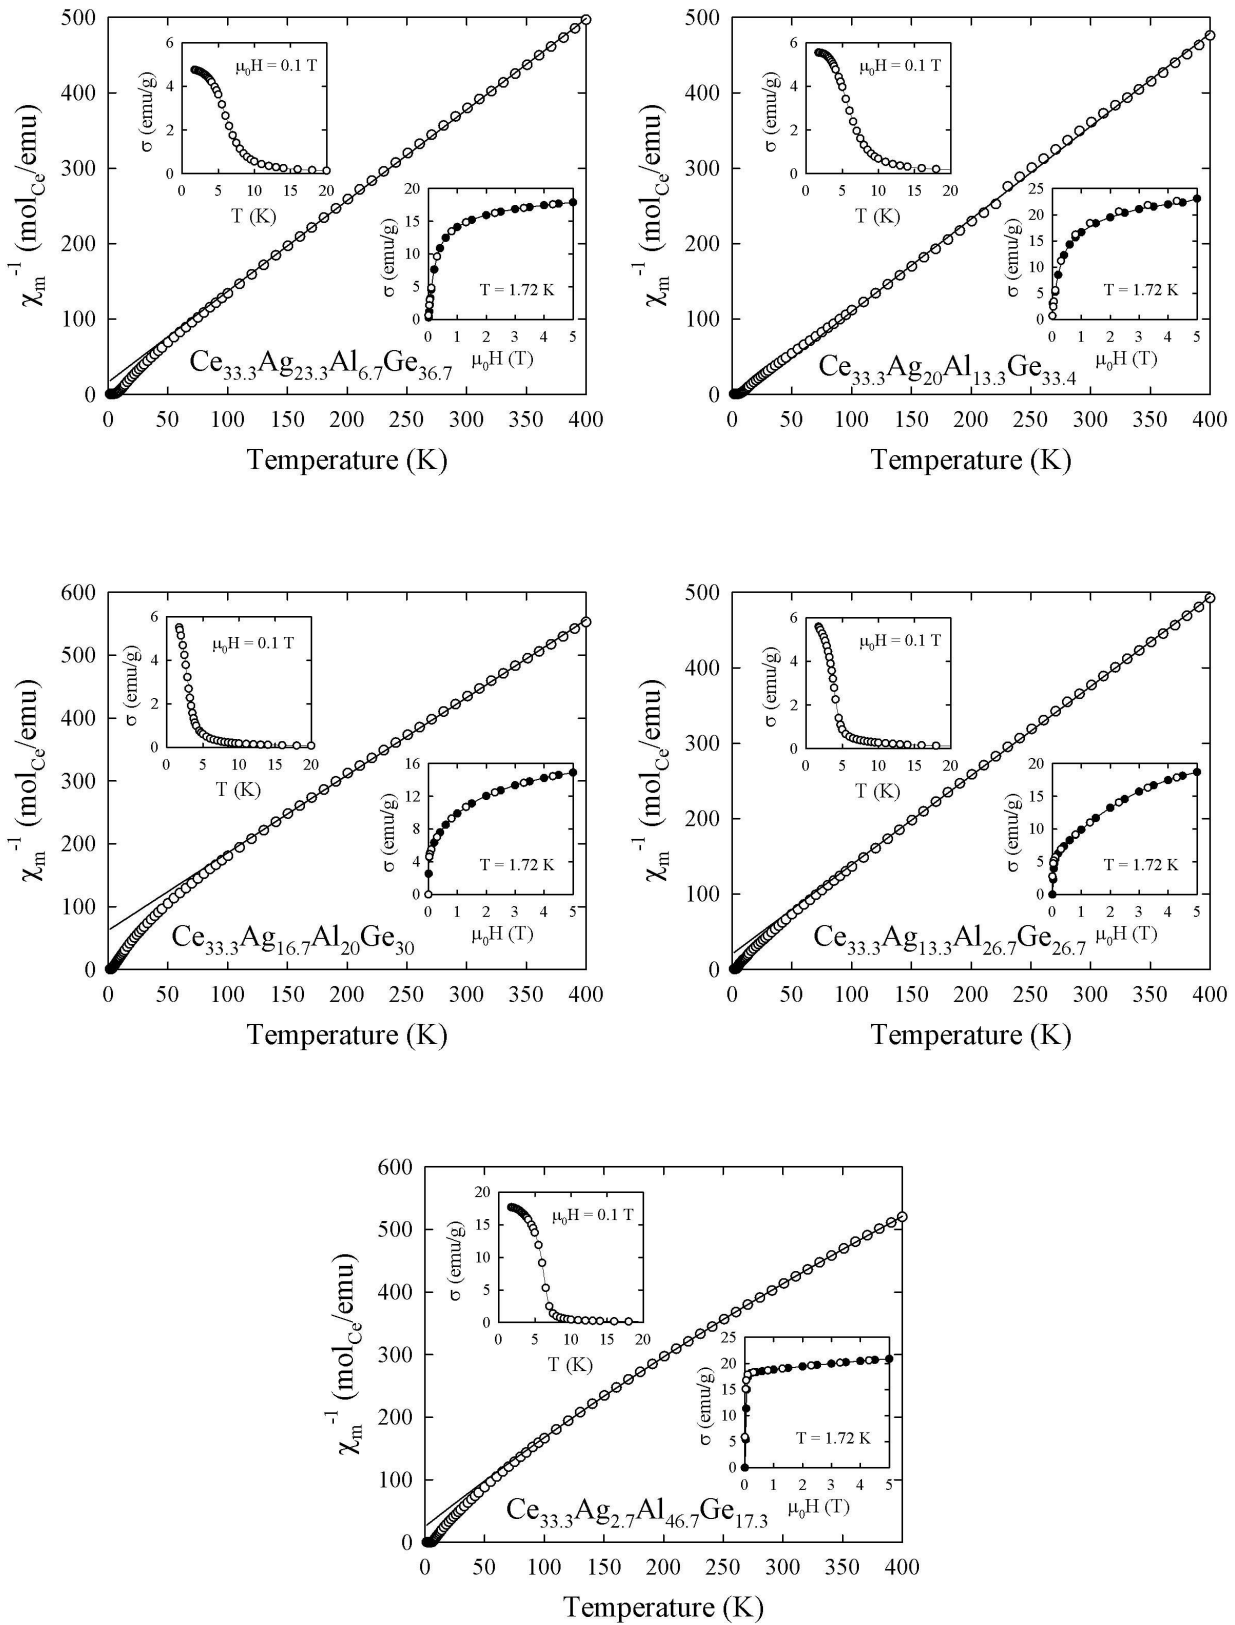 500
400
300
200
100
0
χm-1 (molCe/emu)
6
4
2
0
σ (emu/g)
μ0H = 0.1 T
0 5 10 15 20
T (K)
20
15
10
5
0
σ (emu/g)
T = 1.72 K
0 1 2 3 4 5
μ0H (T)
Ce33.3Ag23.3Al6.7Ge36.7
0 50 100 150 200 250 300 350 400
Temperature (K)
500
400
300
200
100
0
χm-1 (molCe/emu)
6
4
2
0
σ (emu/g)
μ0H = 0.1 T
0 5 10 15 20
T (K)
25
20
15
10
5
0
σ (emu/g)
T = 1.72 K
0 1 2 3 4 5
μ0H (T)
Ce33.3Ag20Al13.3Ge33.4
0 50 100 150 200 250 300 350 400
Temperature (K)
600
500
400
300
200
100
0
χm-1 (molCe/emu)
6
4
2
0
σ (emu/g)
μ0H = 0.1 T
0 5 10 15 20
T (K)
16
12
8
4
0
σ (emu/g)
T = 1.72 K
0 1 2 3 4 5
μ0H (T)
Ce33.3Ag16.7Al20Ge30
0 50 100 150 200 250 300 350 400
Temperature (K)
500
400
300
200
100
0
χm-1 (molCe/emu)
6
4
2
0
σ (emu/g)
μ0H = 0.1 T
0 5 10 15 20
T (K)
20
15
10
5
0
σ (emu/g)
T = 1.72 K
0 1 2 3 4 5
μ0H (T)
Ce33.3Ag13.3Al26.7Ge26.7
0 50 100 150 200 250 300 350 400
Temperature (K)
600
500
400
300
200
100
0
χm-1 (molCe/emu)
20
15
10
5
0
σ (emu/g)
μ0H = 0.1 T
0 5 10 15 20
T (K)
25
20
15
10
5
0
σ (emu/g)
T = 1.72 K
0 1 2 3 4 5
μ0H (T)
Ce33.3Ag2.7Al46.7Ge17.3
0 50 100 150 200 250 300 350 400
Temperature (K)